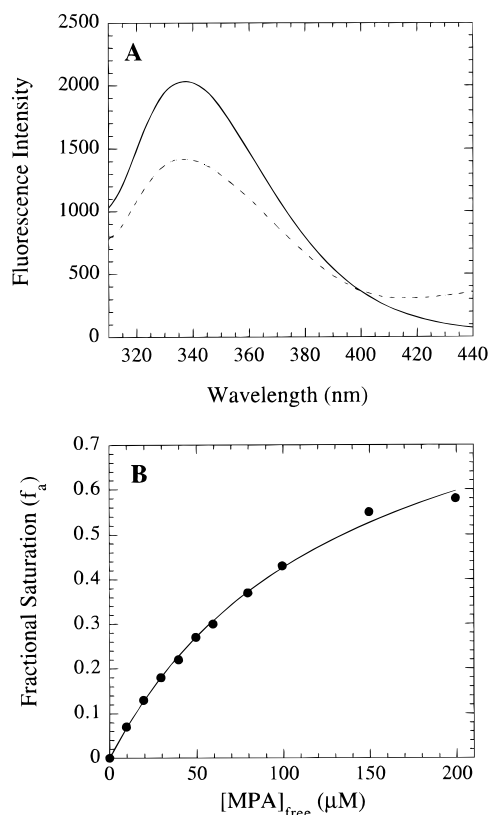 A
Fluorescence Intensity
2500
2000
1500
1000
500
0
320 340 360 380 400 420 440
Wavelength (nm)
B
Fractional Saturation (f_a)
0.7
0.6
0.5
0.4
0.3
0.2
0.1
0
0 50 100 150 200
[MPA]_free (μM)